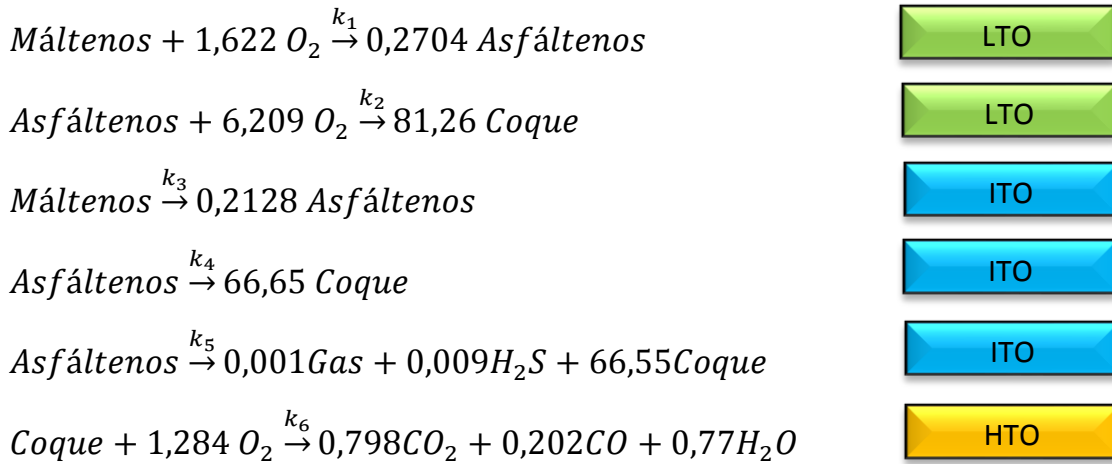 Máltenos + 1,622 O₂ →k₁ 0,2704 Asfáltenos LTO
Asfáltenos + 6,209 O₂ →k₂ 81,26 Coque LTO
Máltenos →k₃ 0,2128 Asfáltenos ITO
Asfáltenos →k₄ 66,65 Coque ITO
Asfáltenos →k₅ 0,001Gas + 0,009H₂S + 66,55Coque ITO
Coque + 1,284 O₂ →k₆ 0,798CO₂ + 0,202CO + 0,77H₂O HTO